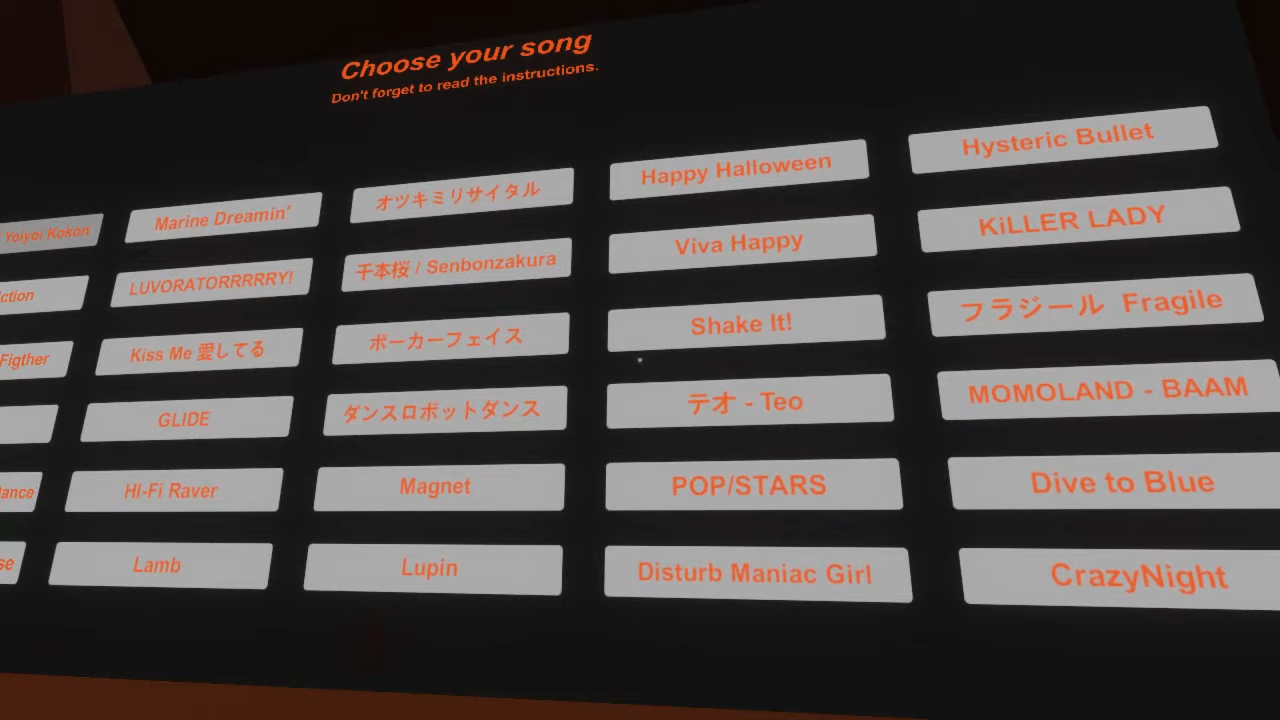 Choose your song
Don't forget to read the instructions.
Yoiyoi Kokon
Marine Dreamin'
オツキミリサイタル
Happy Halloween
Hysteric Bullet
ction
LUVORATORRRRRY!
千本桜 / Senbonzakura
Viva Happy
KiLLER LADY
Figther
Kiss Me 愛してる
ポーカーフェイス
Shake It!
フラジール Fragile
GLIDE
ダンスロボットダンス
テオ - Teo
MOMOLAND - BAAM
lance
HI-Fi Raver
Magnet
POP/STARS
Dive to Blue
se
Lamb
Lupin
Disturb Maniac Girl
CrazyNight